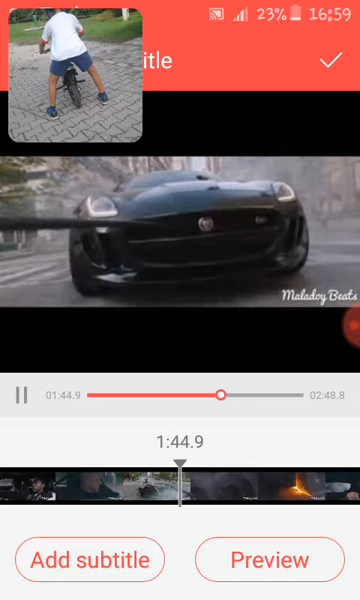 23% 16:59
itle
Maladoy Beats
01:44.9 02:48.8
1:44.9
Add subtitle Preview